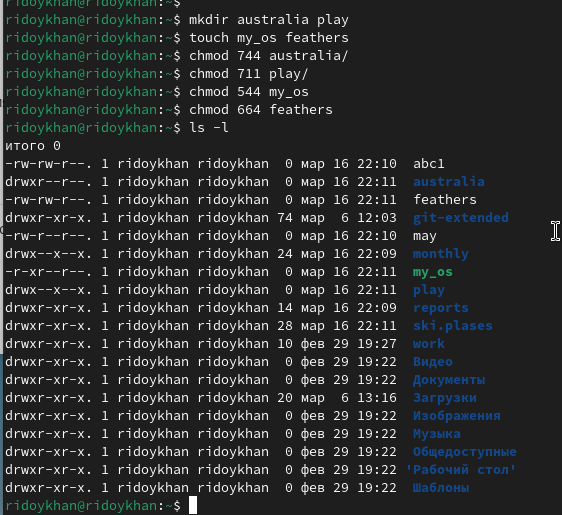 ridoykhan@ridoykhan:~$
ridoykhan@ridoykhan:~$ mkdir australia play
ridoykhan@ridoykhan:~$ touch my_os feathers
ridoykhan@ridoykhan:~$ chmod 744 australia/
ridoykhan@ridoykhan:~$ chmod 711 play/
ridoykhan@ridoykhan:~$ chmod 544 my_os
ridoykhan@ridoykhan:~$ chmod 664 feathers
ridoykhan@ridoykhan:~$ ls -l
итого 0
-rw-rw-r--. 1 ridoykhan ridoykhan  0 мар 16 22:10  abc1
drwxr--r--. 1 ridoykhan ridoykhan  0 мар 16 22:11  australia
-rw-rw-r--. 1 ridoykhan ridoykhan  0 мар 16 22:11  feathers
drwxr-xr-x. 1 ridoykhan ridoykhan 74 мар  6 12:03  git-extended
-rw-r--r--. 1 ridoykhan ridoykhan  0 мар 16 22:10  may
drwx--x--x. 1 ridoykhan ridoykhan 24 мар 16 22:09  monthly
-r-xr--r--. 1 ridoykhan ridoykhan  0 мар 16 22:11  my_os
drwx--x--x. 1 ridoykhan ridoykhan  0 мар 16 22:11  play
drwxr-xr-x. 1 ridoykhan ridoykhan 14 мар 16 22:09  reports
drwxr-xr-x. 1 ridoykhan ridoykhan 28 мар 16 22:11  ski.plases
drwxr-xr-x. 1 ridoykhan ridoykhan 10 фев 29 19:27  work
drwxr-xr-x. 1 ridoykhan ridoykhan  0 фев 29 19:22  Видео
drwxr-xr-x. 1 ridoykhan ridoykhan  0 фев 29 19:22  Документы
drwxr-xr-x. 1 ridoykhan ridoykhan 20 мар  6 13:16  Загрузки
drwxr-xr-x. 1 ridoykhan ridoykhan  0 фев 29 19:22  Изображения
drwxr-xr-x. 1 ridoykhan ridoykhan  0 фев 29 19:22  Музыка
drwxr-xr-x. 1 ridoykhan ridoykhan  0 фев 29 19:22  Общедоступные
drwxr-xr-x. 1 ridoykhan ridoykhan  0 фев 29 19:22 'Рабочий стол'
drwxr-xr-x. 1 ridoykhan ridoykhan  0 фев 29 19:22  Шаблоны
ridoykhan@ridoykhan:~$